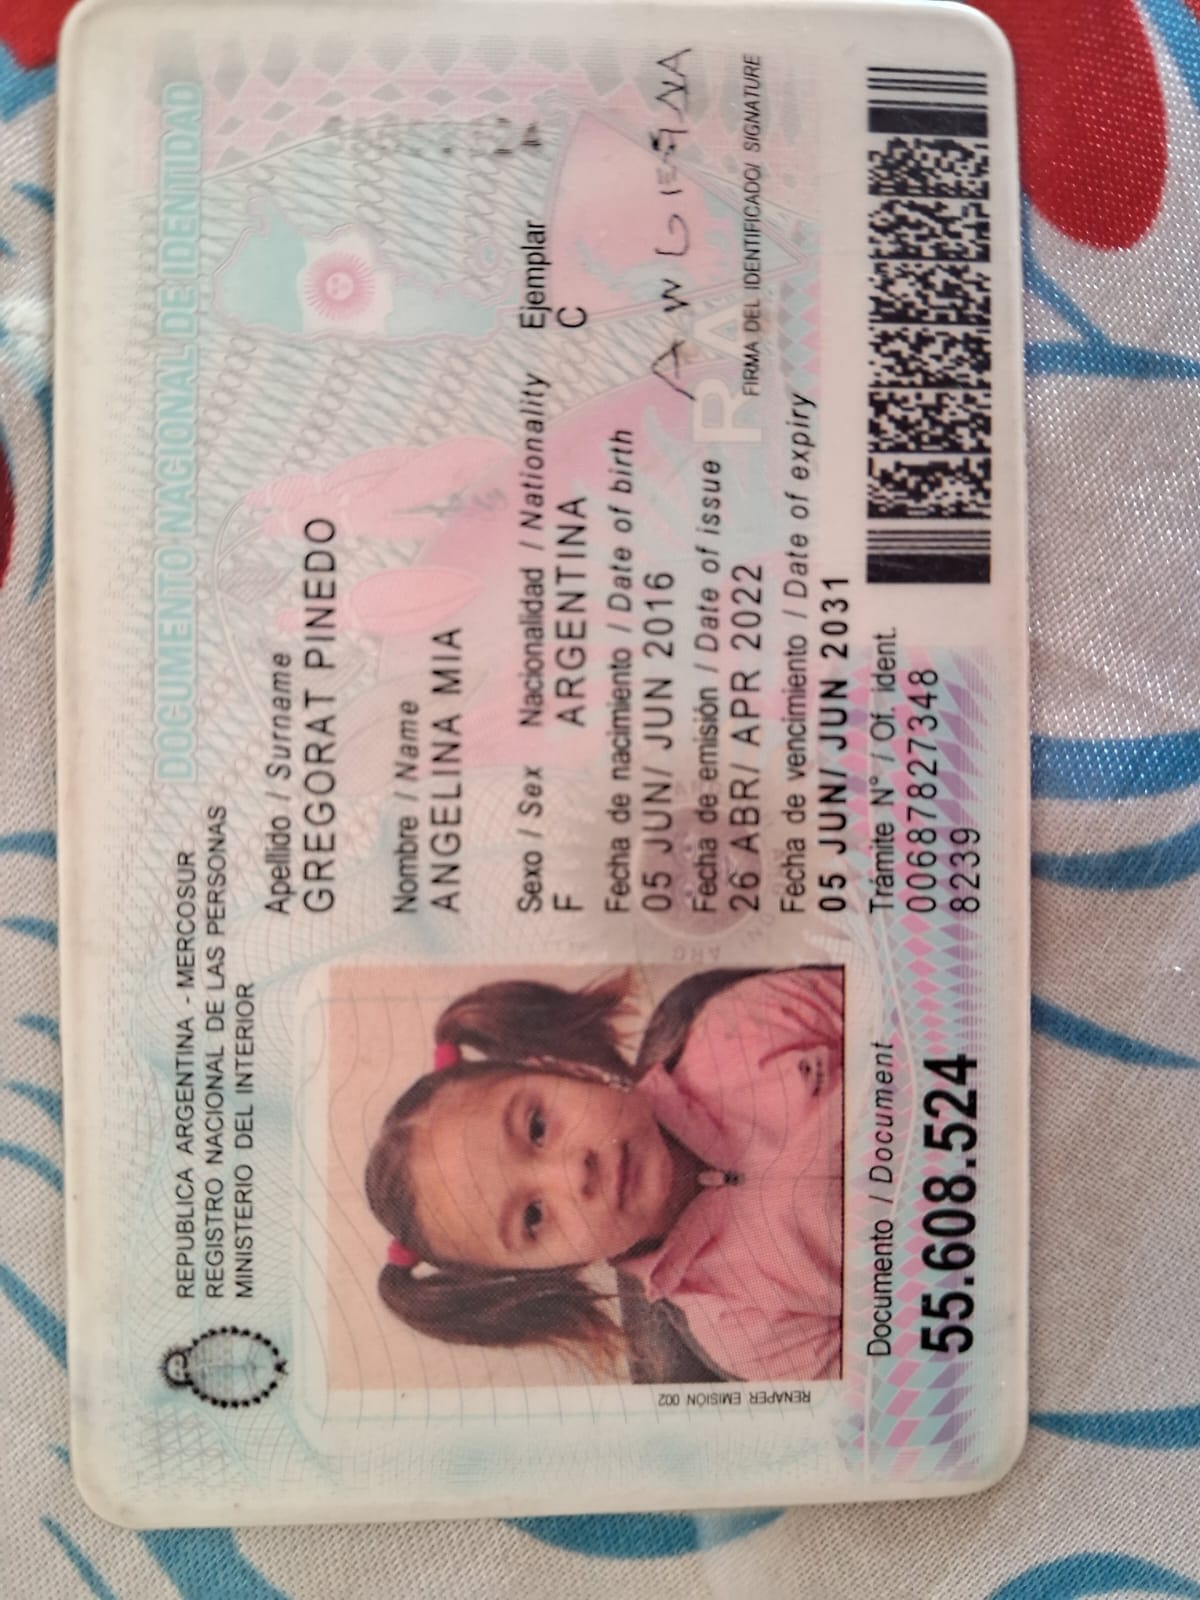 DOCUMENTO NACIONAL DE IDENTIDAD
REPUBLICA ARGENTINA - MERCOSUR
REGISTRO NACIONAL DE LAS PERSONAS
MINISTERIO DEL INTERIOR
Apellido / Surname
GREGORAT PINEDO
Nombre / Name
ANGELINA MIA
Sexo / Sex Nacionalidad / Nationality Ejemplar
F ARGENTINA C
Fecha de nacimiento / Date of birth
05 JUN/ JUN 2016
Fecha de emisión / Date of issue
26 ABR/ APR 2022
FIRMA DEL IDENTIFICADO/ SIGNATURE
Fecha de vencimiento / Date of expiry
05 JUN/ JUN 2031
Trámite N° / Of. ident.
00687827348
8239
RENAPER EMISIÓN 002
Documento / Document
55.608.524